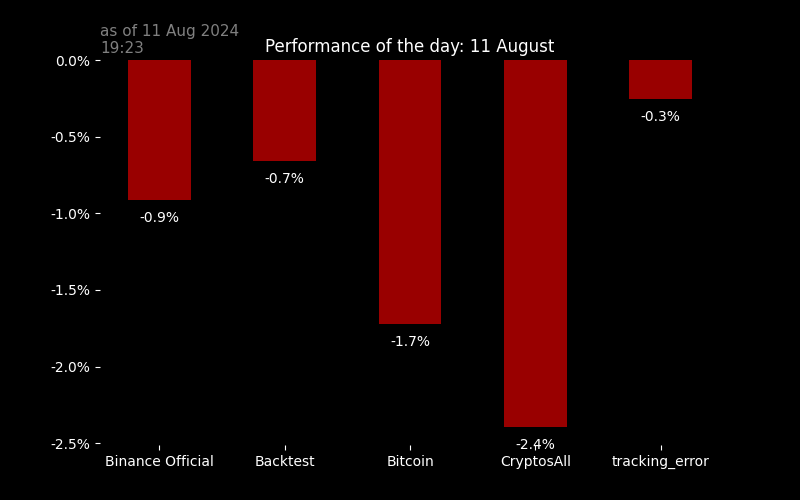 as of 11 Aug 2024
19:23
Performance of the day: 11 August
0.0%
-0.5%
-1.0%
-1.5%
-2.0%
-2.5%
-0.9%
-0.7%
-1.7%
-2.4%
-0.3%
Binance Official
Backtest
Bitcoin
CryptosAll
tracking_error